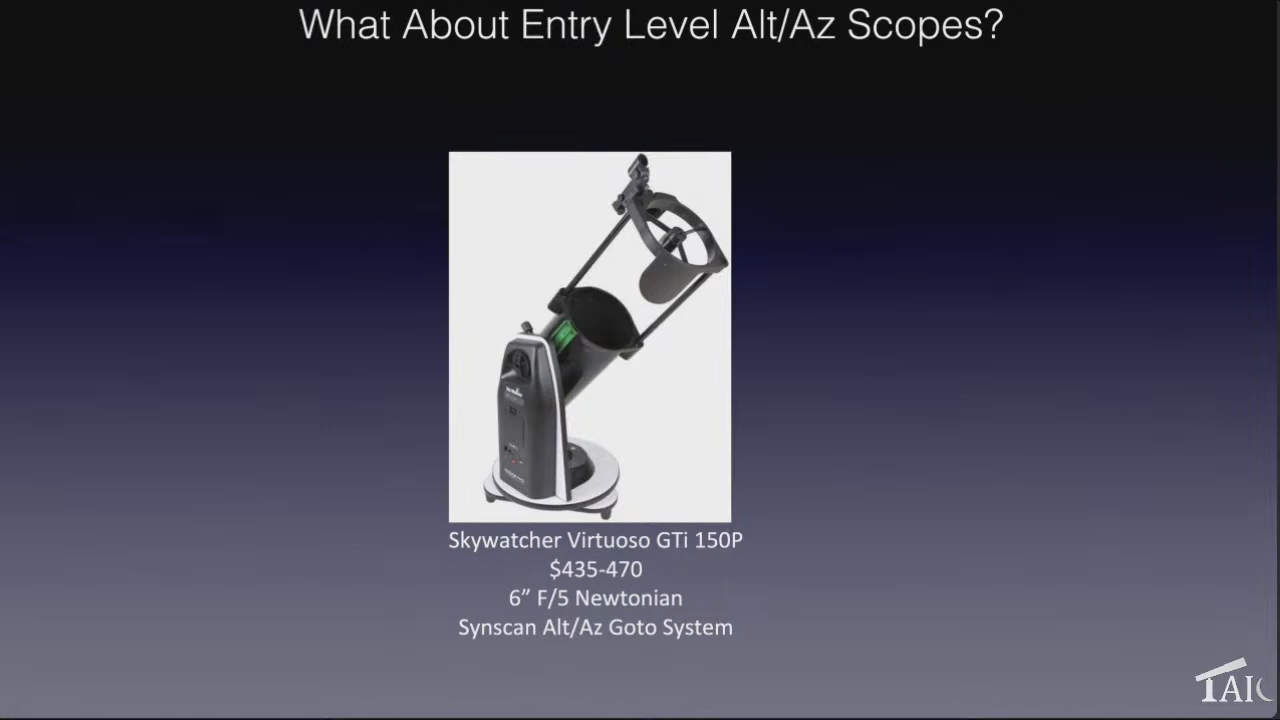 What About Entry Level Alt/Az Scopes?
Skywatcher Virtuoso GTi 150P
$435-470
6” F/5 Newtonian
Synscan Alt/Az Goto System
TAIC